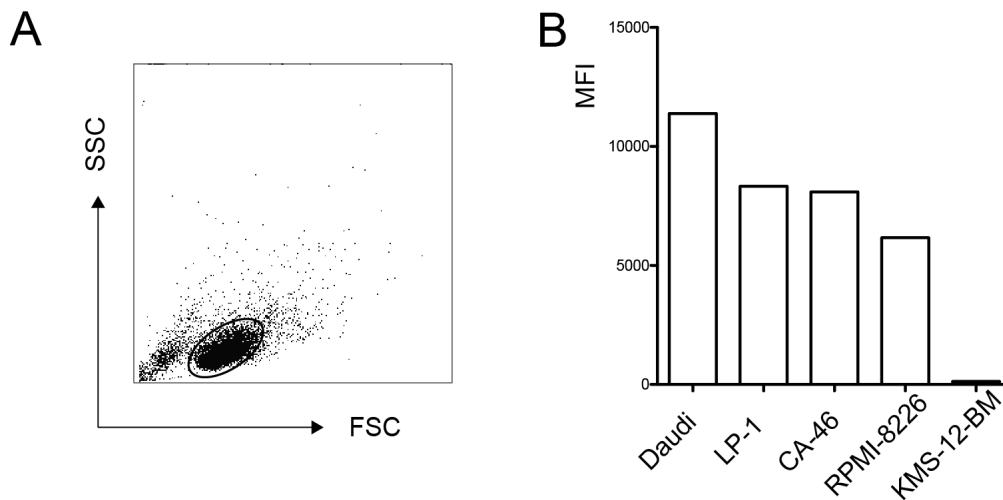 A
SSC
FSC
B
MFI
15000
10000
5000
0
Daudi
LP-1
CA-46
RPMI-8226
KMS-12-BM